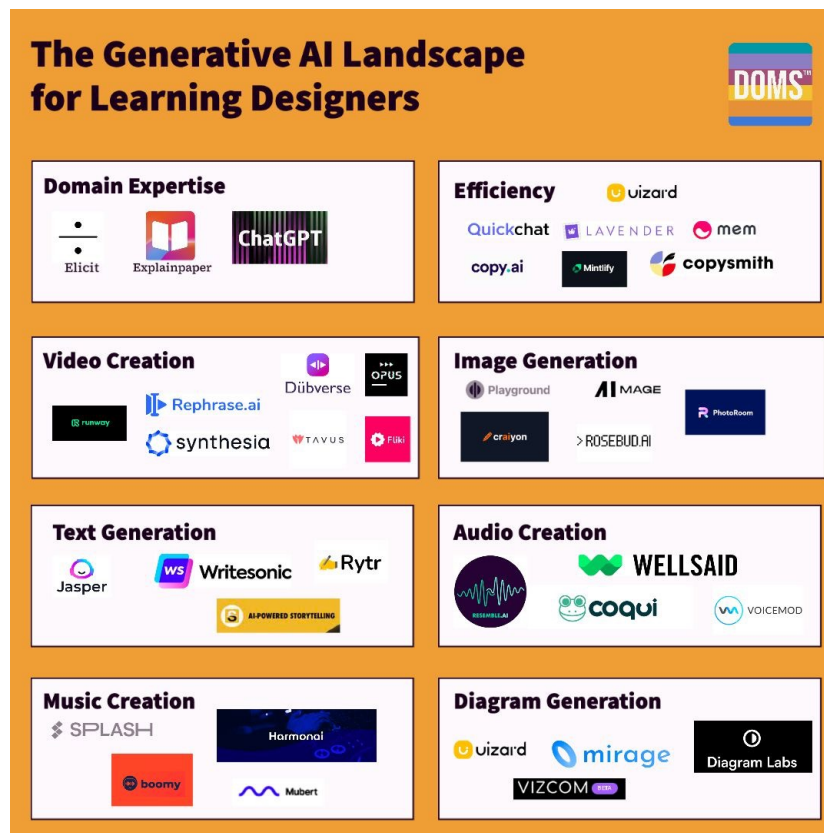 The Generative AI Landscape
for Learning Designers
DOMS™
Domain Expertise
Elicit
Explainpaper
ChatGPT
Efficiency
uizard
Quickchat
LAVENDER
mem
copy.ai
Mintlify
copysmith
Video Creation
Dübverse
OPUS
runway
Rephrase.ai
synthesia
TAVUS
Fliki
Image Generation
Playground
AIMAGE
PhotoRoom
craiyon
ROSEBUD.AI
Text Generation
Jasper
WS Writesonic
Rytr
AI-POWERED STORYTELLING
Audio Creation
RESEMBLE.AI
WELLSAID
coqui
VOICEMOD
Music Creation
SPLASH
Harmonai
boomy
Mubert
Diagram Generation
uizard
mirage
Diagram Labs
VIZCOM BETA